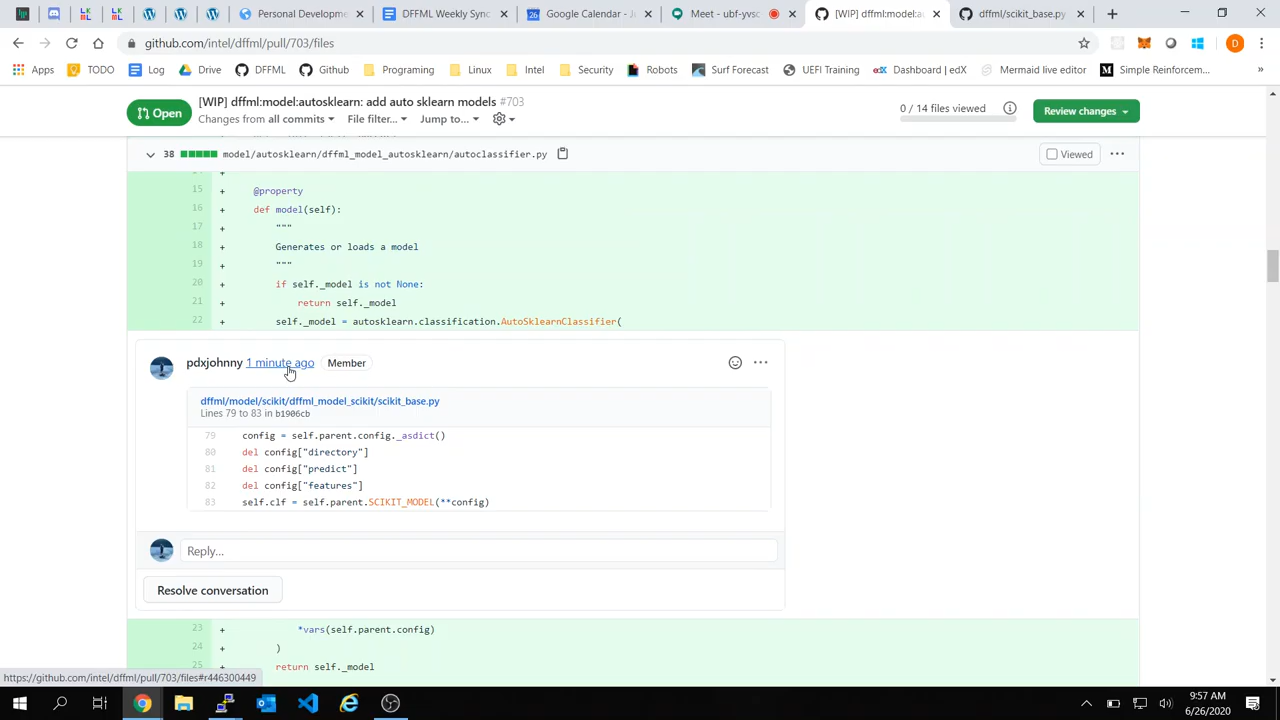 Personal Developme
DFFML Weekly Sync
Google Calendar - Ju
Meet - ubf-yvsc
[WIP] dffml:model:au
dffml/scikit_base.py
github.com/intel/dffml/pull/703/files
Apps TODO Log Drive DFFML Github Programing Linux Intel Security Robots Surf Forecast UEFI Training Dashboard | edX Mermaid live editor Simple Reinforcem...
Open
[WIP] dffml:model:autosklearn: add auto sklearn models #703
Changes from all commits File filter... Jump to...
0 / 14 files viewed
Review changes
38 model/autosklearn/dffml_model_autosklearn/autoclassifier.py
Viewed
15 + @property
16 + def model(self):
17 + """
18 + Generates or loads a model
19 + """
20 + if self._model is not None:
21 + return self._model
22 + self._model = autosklearn.classification.AutoSklearnClassifier(
pdxjohnny 1 minute ago Member
dffml/model/scikit/dffml_model_scikit/scikit_base.py
Lines 79 to 83 in b1906cb
79 config = self.parent.config._asdict()
80 del config["directory"]
81 del config["predict"]
82 del config["features"]
83 self.clf = self.parent.SCIKIT_MODEL(**config)
Reply...
Resolve conversation
23 + *vars(self.parent.config)
24 + )
25 + return self._model
https://github.com/intel/dffml/pull/703/files#r446300449
9:57 AM
6/26/2020